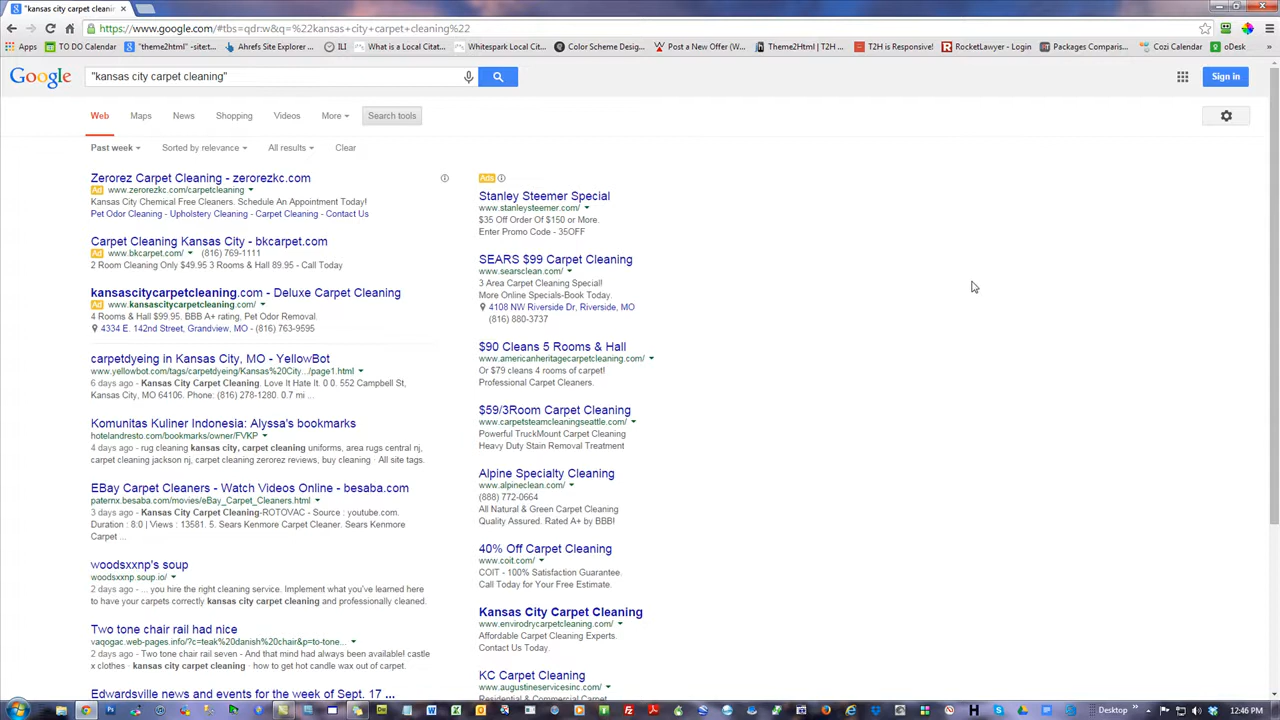 "kansas city carpet cleanin
https://www.google.com/#tbs=qdr:w&q=%22kansas+city+carpet+cleaning%22
Apps TO DO Calendar "theme2html" -sitet... Ahrefs Site Explorer ... ILI What is a Local Citat... Whitespark Local Cit... Color Scheme Design... Post a New Offer (W... Theme2Html | T2H ... T2H is Responsive! RocketLawyer - Login Packages Comparis... Cozi Calendar oDesk
Google "kansas city carpet cleaning" Sign in
Web Maps News Shopping Videos More Search tools
Past week Sorted by relevance All results Clear
Zerorez Carpet Cleaning - zerorezkc.com
Ad www.zerorezkc.com/carpetcleaning
Kansas City Chemical Free Cleaners. Schedule An Appointment Today!
Pet Odor Cleaning - Upholstery Cleaning - Carpet Cleaning - Contact Us
Carpet Cleaning Kansas City - bkcarpet.com
Ad www.bkcarpet.com/ (816) 769-1111
2 Room Cleaning Only $49.95 3 Rooms & Hall 89.95 - Call Today
kansascitycarpetcleaning.com - Deluxe Carpet Cleaning
Ad www.kansascitycarpetcleaning.com/
4 Rooms & Hall $99.95. BBB A+ rating, Pet Odor Removal.
4334 E. 142nd Street, Grandview, MO - (816) 763-9595
carpetdyeing in Kansas City, MO - YellowBot
www.yellowbot.com/tags/carpetdyeing/Kansas%20City.../page1.html
6 days ago - Kansas City Carpet Cleaning. Love It Hate It. 0 0. 552 Campbell St,
Kansas City, MO 64106. Phone: (816) 278-1280. 0.7 mi ...
Komunitas Kuliner Indonesia: Alyssa's bookmarks
hotelandresto.com/bookmarks/owner/FVKP
4 days ago - rug cleaning kansas city, carpet cleaning uniforms, area rugs central nj,
carpet cleaning jackson nj, carpet cleaning zerorez reviews, buy cleaning · All site tags.
EBay Carpet Cleaners - Watch Videos Online - besaba.com
paternx.besaba.com/movies/eBay_Carpet_Cleaners.html
3 days ago - Kansas City Carpet Cleaning-ROTOVAC - Source : youtube.com.
Duration : 8:0 | Views : 13581. 5. Sears Kenmore Carpet Cleaner. Sears Kenmore
Carpet ...
woodsxxnp's soup
woodsxxnp.soup.io/
2 days ago - ... you hire the right cleaning service. Implement what you've learned here
to have your carpets correctly kansas city carpet cleaning and professionally cleaned.
Two tone chair rail had nice
vaqogac.web-pages.info/?c=teak%20danish%20chair&p=to-tone...
2 days ago - Two tone chair rail seven - And that mind had always been available! castle
x clothes · kansas city carpet cleaning · how to get hot candle wax out of carpet.
Edwardsville news and events for the week of Sept. 17 ...
Ads
Stanley Steemer Special
www.stanleysteemer.com/
$35 Off Order Of $150 or More.
Enter Promo Code - 35OFF
SEARS $99 Carpet Cleaning
www.searsclean.com/
3 Area Carpet Cleaning Special!
More Online Specials-Book Today.
4108 NW Riverside Dr, Riverside, MO
(816) 880-3737
$90 Cleans 5 Rooms & Hall
www.americanheritagecarpetcleaning.com/
Or $79 cleans 4 rooms of carpet!
Professional Carpet Cleaners.
$59/3Room Carpet Cleaning
www.carpetsteamcleaningseattle.com/
Powerful TruckMount Carpet Cleaning
Heavy Duty Stain Removal Treatment
Alpine Specialty Cleaning
www.alpineclean.com/
(888) 772-0664
All Natural & Green Carpet Cleaning
Quality Assured. Rated A+ by BBB!
40% Off Carpet Cleaning
www.coit.com/
COIT - 100% Satisfaction Guarantee.
Call Today for Your Free Estimate.
Kansas City Carpet Cleaning
www.envirodrycarpetcleaning.com/
Affordable Carpet Cleaning Experts.
Contact Us Today.
KC Carpet Cleaning
www.augustineservicesinc.com/
Residential & Commercial Carpet
Desktop 12:46 PM